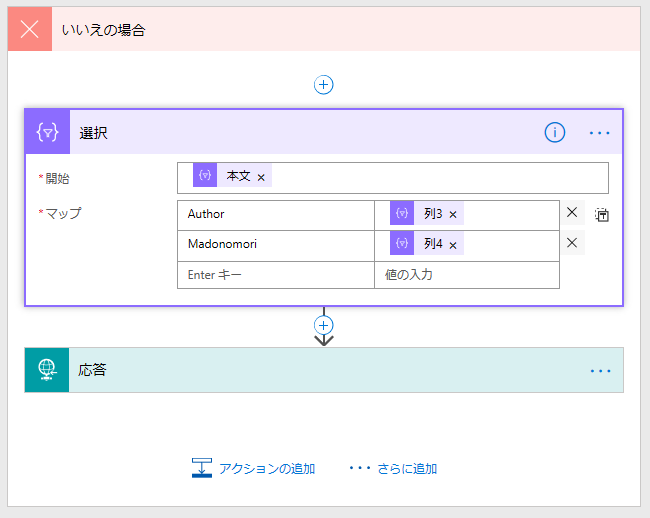 いいえの場合
選択
*開始 本文 ×
*マップ Author 列3 ×
Madonomori 列4 ×
Enter キー 値の入力
応答
アクションの追加 さらに追加